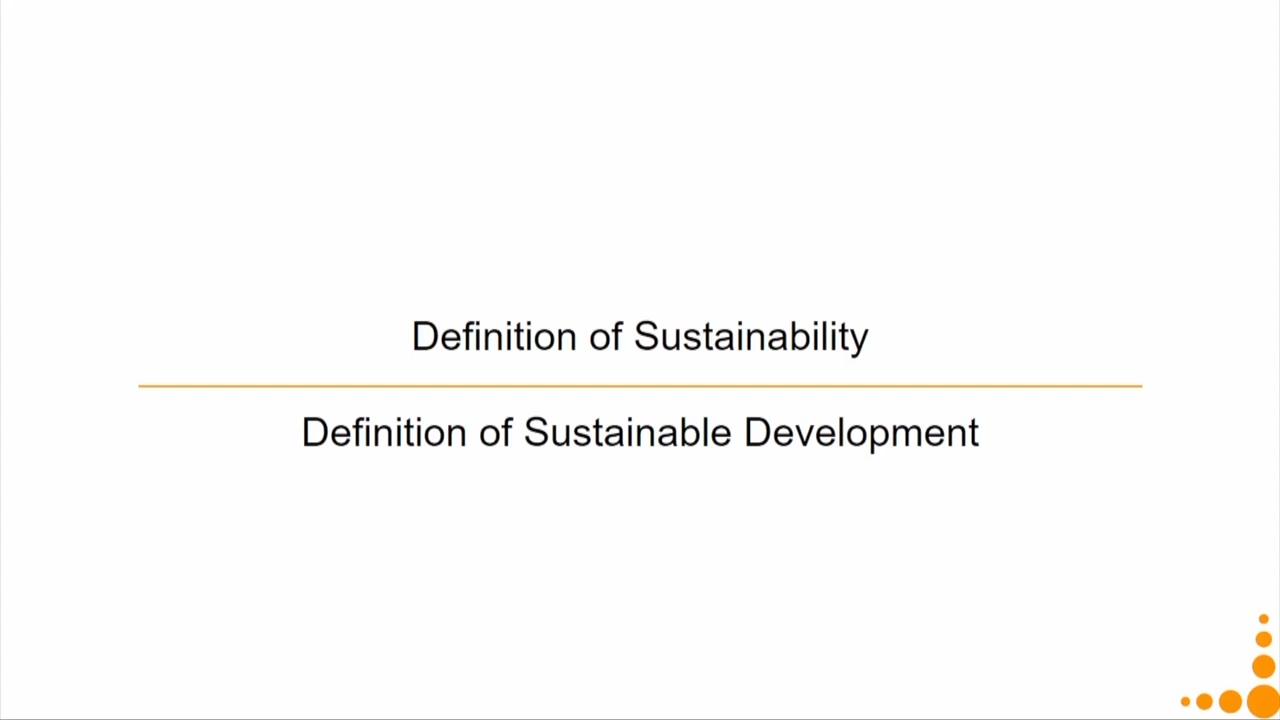 Definition of Sustainability
Definition of Sustainable Development